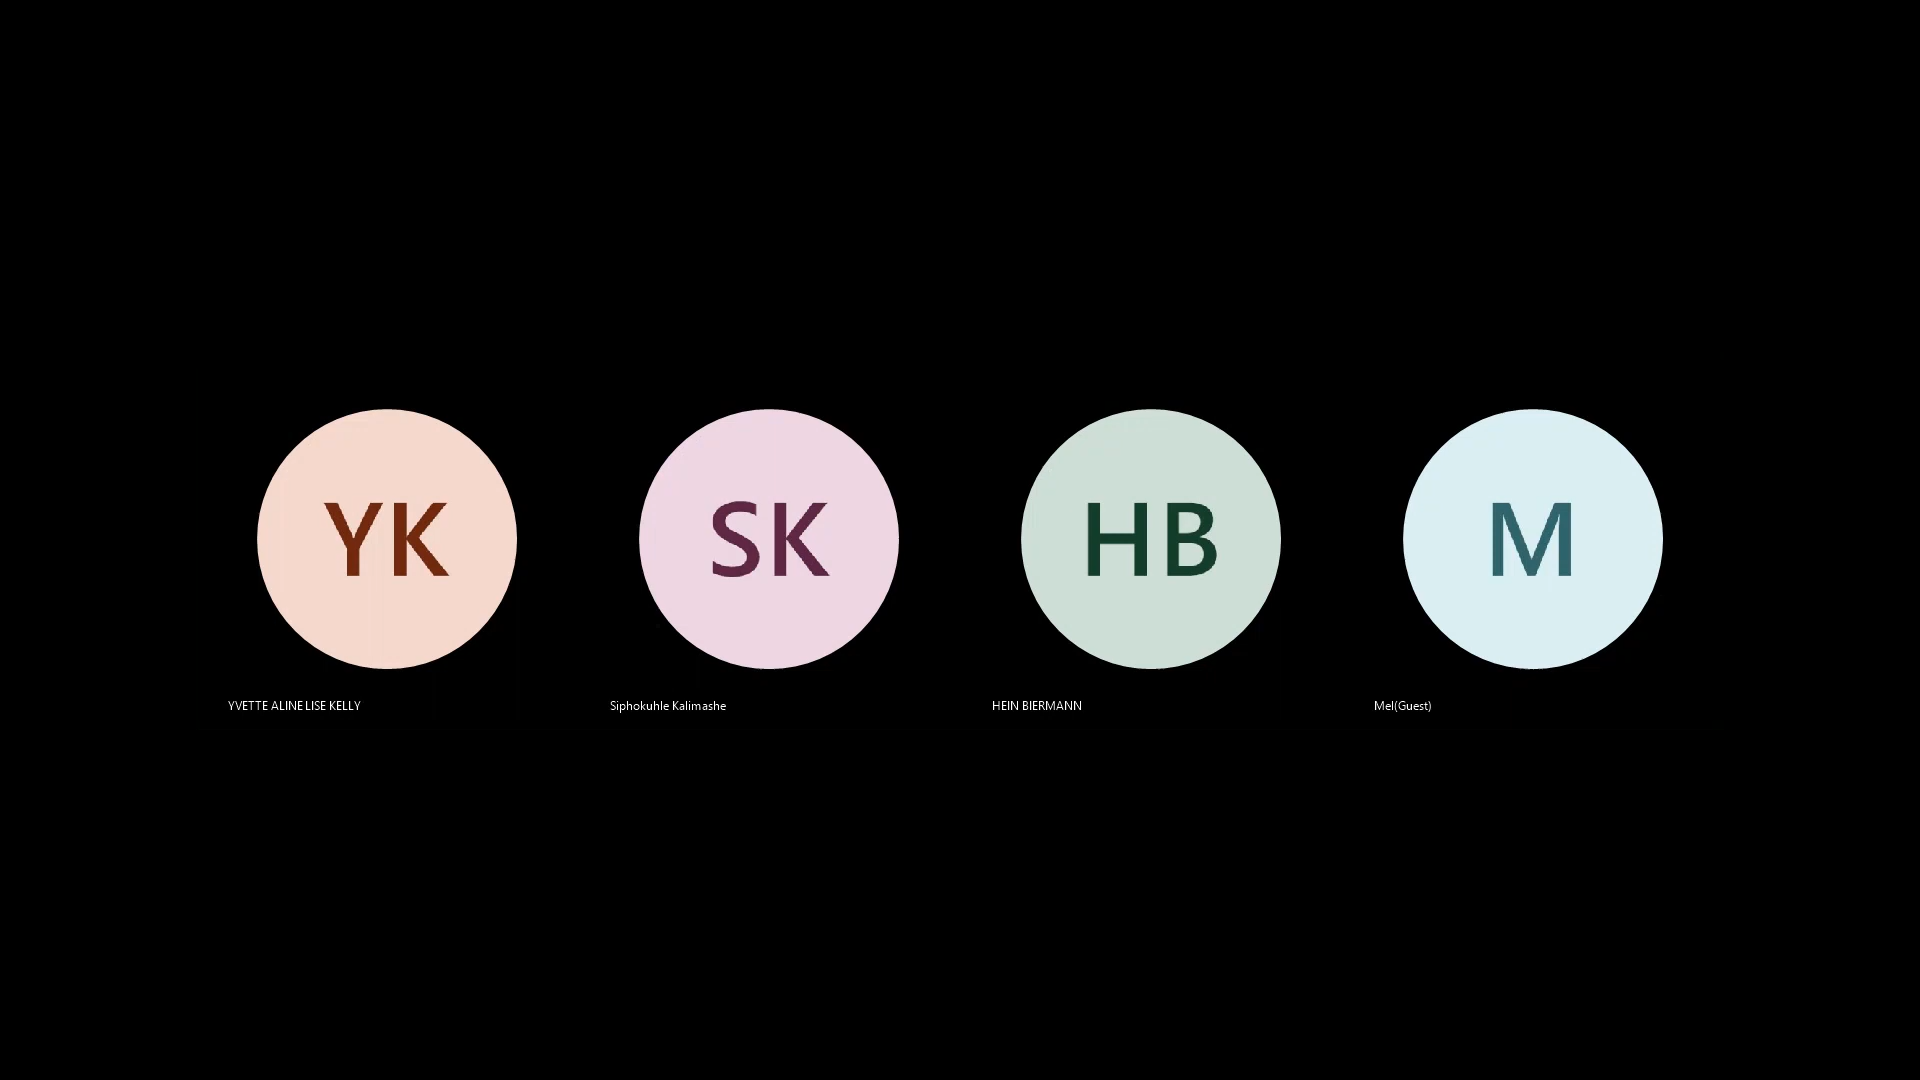 YK
SK
HB
M
YVETTE ALINE LISE KELLY
Siphokuhle Kalimashe
HEIN BIERMANN
Mel(Guest)